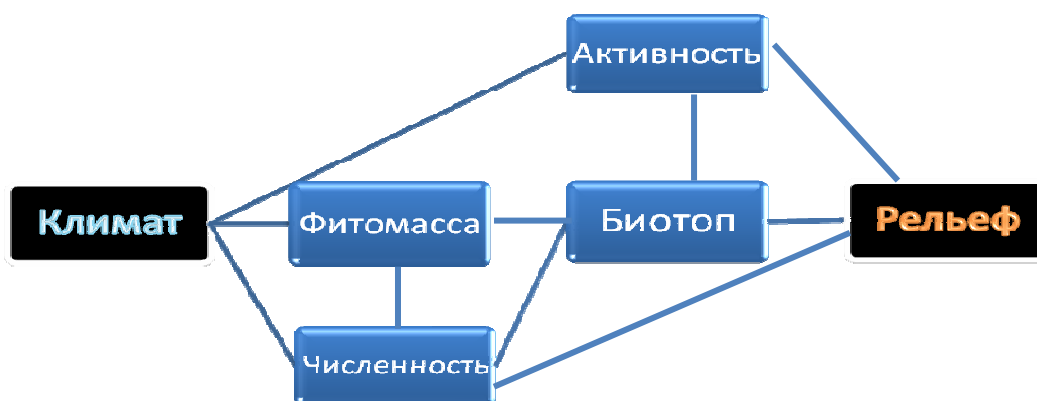 Активность
Климат
Фитомасса
Биотоп
Рельеф
Численность